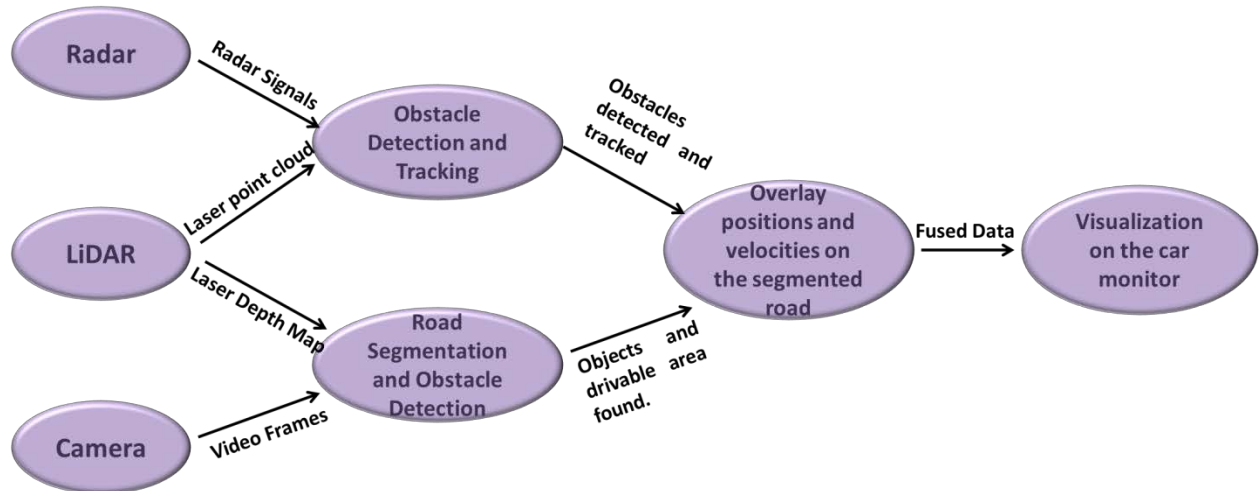 Radar
Radar Signals
Obstacle
Detection and
Tracking
Obstacles
detected and
tracked
Laser point cloud
LiDAR
Laser Depth Map
Overlay
positions and
velocities on
the segmented
road
Fused Data
Visualization
on the car
monitor
Road
Segmentation
and Obstacle
Detection
Objects and
drivable area
found.
Camera
Video Frames